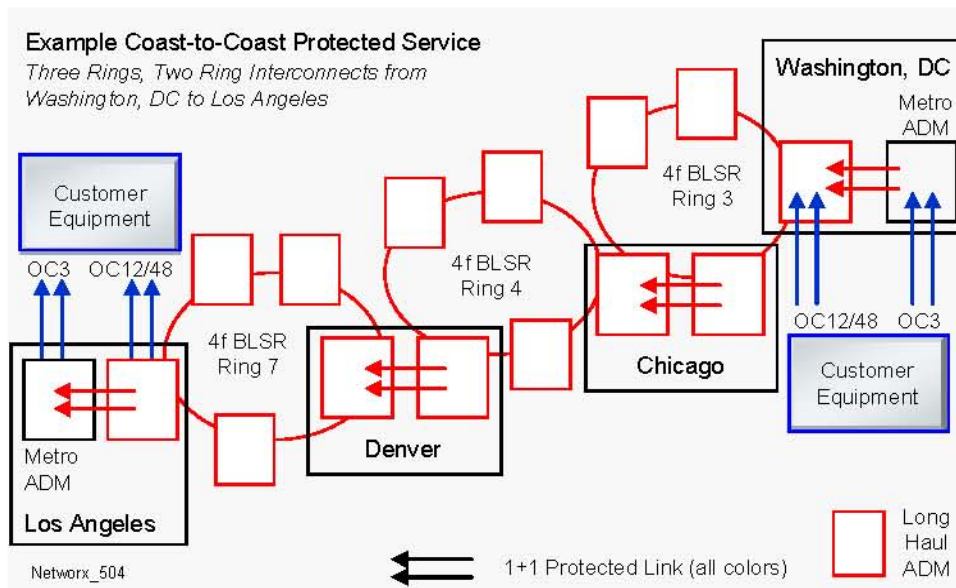 Example Coast-to-Coast Protected Service
Three Rings, Two Ring Interconnects from
Washington, DC to Los Angeles
Washington, DC
Metro
ADM
4f BLSR
Ring 3
Customer
Equipment
4f BLSR
Ring 4
OC3
OC12/48
4f BLSR
Ring 7
OC12/48
OC3
Chicago
Customer
Equipment
Denver
Metro
ADM
Los Angeles
Long
Haul
ADM
1+1 Protected Link (all colors)
Networx_504